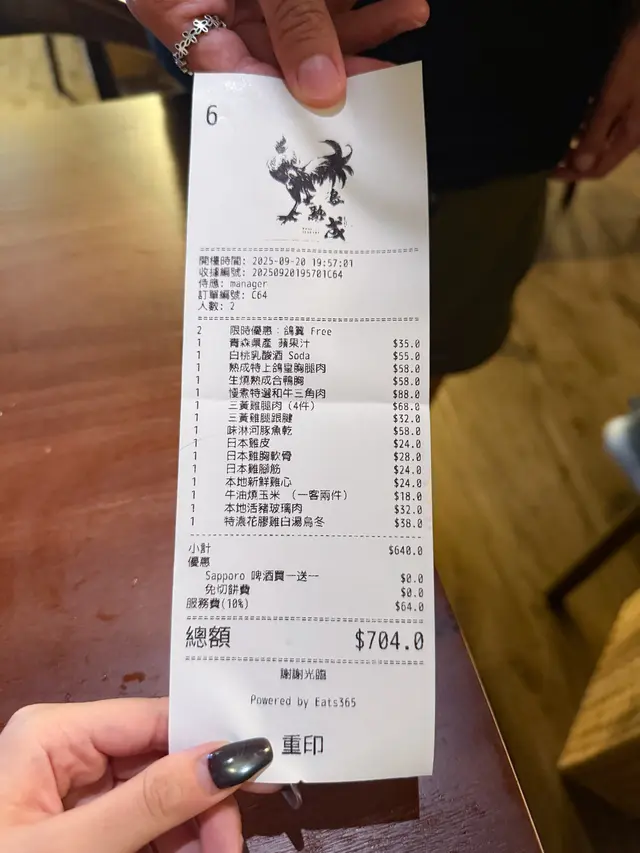 6
熟成
開檯時間: 2025-09-20 19:57:01
收據編號: 20250920195701C64
侍應: manager
訂單編號: C64
人數: 2
2 限時優惠：鴿翼 Free
1 青森県產 蘋果汁 $35.0
1 白桃乳酸酒 Soda $55.0
1 熟成特上鴿皇胸腿肉 $58.0
1 生燒熟成合鴨胸 $58.0
1 慢煮特選和牛三角肉 $88.0
1 三黃雞腿肉 (4件) $68.0
1 三黃雞腿跟腱 $32.0
1 味淋河豚魚乾 $58.0
1 日本雞皮 $24.0
1 日本雞胸軟骨 $28.0
1 日本雞腳筋 $24.0
1 本地新鮮雞心 $24.0
1 牛油燒玉米 （一客兩件） $18.0
1 本地活豬玻璃肉 $32.0
1 特濃花膠雞白湯烏冬 $38.0
小計 $640.0
優惠
Sapporo 啤酒買一送一 $0.0
免切餅費 $0.0
服務費(10%) $64.0
總額 $704.0
謝謝光臨
Powered by Eats365
重印